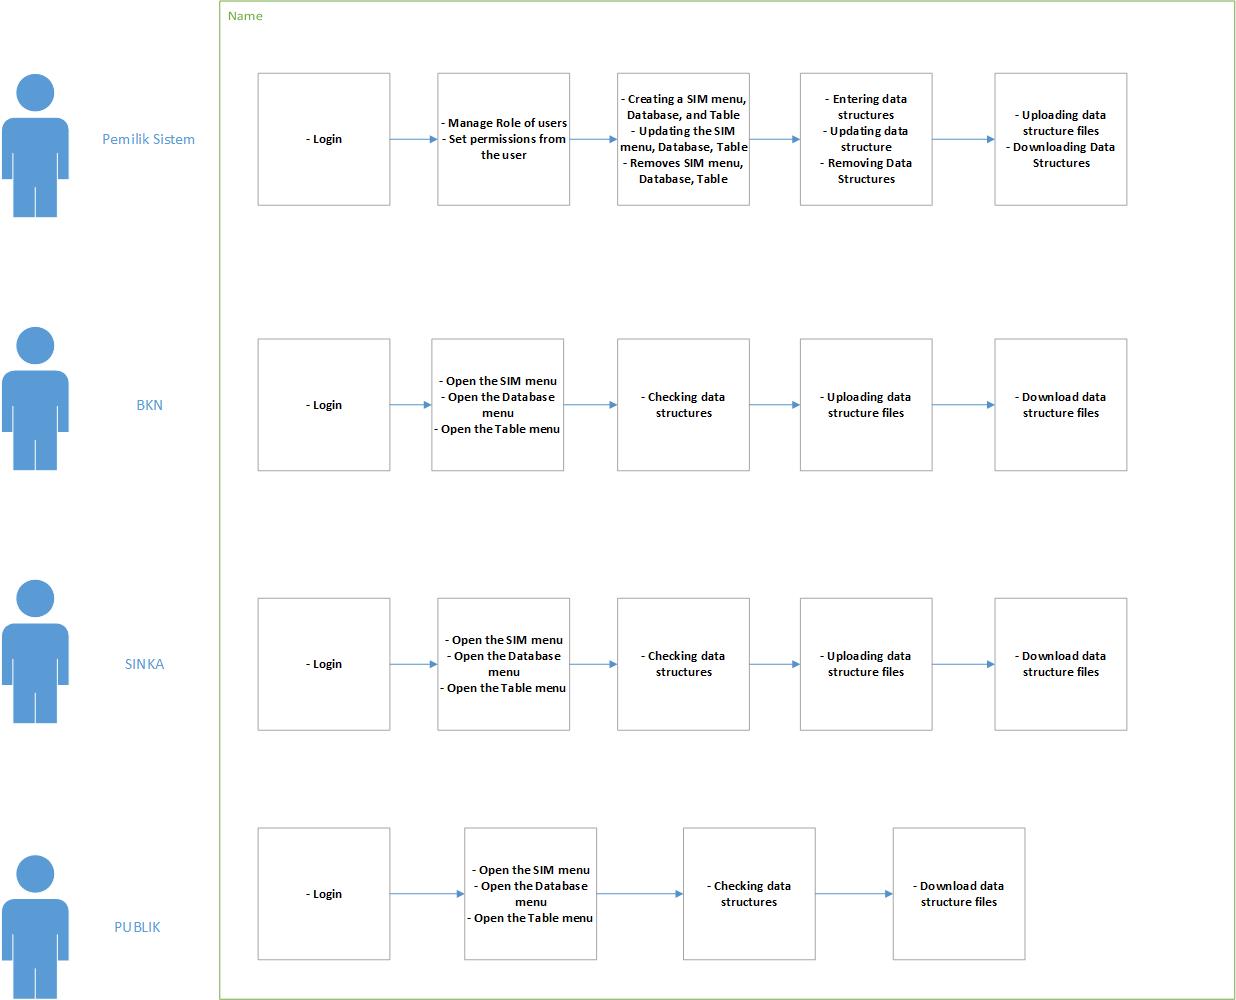 Name
Pemilik Sistem
- Login
- Manage Role of users
- Set permissions from
the user
- Creating a SIM menu,
Database, and Table
- Updating the SIM
menu, Database, Table
- Removes SIM menu,
Database, Table
- Entering data
structures
- Updating data
structure
- Removing Data
Structures
- Uploading data
structure files
- Downloading Data
Structures
BKN
- Login
- Open the SIM menu
- Open the Database
menu
- Open the Table menu
- Checking data
structures
- Uploading data
structure files
- Download data
structure files
SINKA
- Login
- Open the SIM menu
- Open the Database
menu
- Open the Table menu
- Checking data
structures
- Uploading data
structure files
- Download data
structure files
PUBLIK
- Login
- Open the SIM menu
- Open the Database
menu
- Open the Table menu
- Checking data
structures
- Download data
structure files